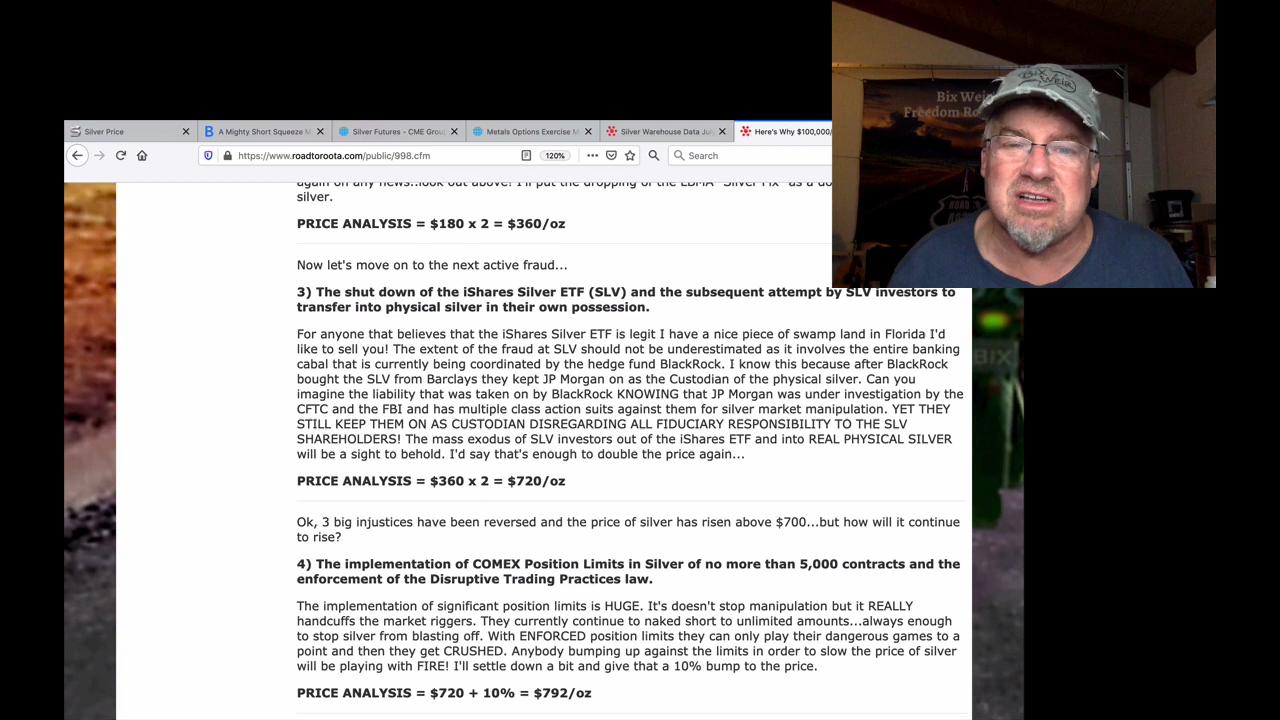 Silver Price
A Mighty Short Squeeze M
Silver Futures - CME Group
Metals Options Exercise M
Silver Warehouse Data July
Here's Why $100,000/
https://www.roadtoroota.com/public/998.cfm
120%
Search
Bix Weir
Freedom Ro
BIX WEIR
ROAD
silver.
PRICE ANALYSIS = $180 x 2 = $360/oz
Now let's move on to the next active fraud...
3) The shut down of the iShares Silver ETF (SLV) and the subsequent attempt by SLV investors to
transfer into physical silver in their own possession.
For anyone that believes that the iShares Silver ETF is legit I have a nice piece of swamp land in Florida I'd
like to sell you! The extent of the fraud at SLV should not be underestimated as it involves the entire banking
cabal that is currently being coordinated by the hedge fund BlackRock. I know this because after BlackRock
bought the SLV from Barclays they kept JP Morgan on as the Custodian of the physical silver. Can you
imagine the liability that was taken on by BlackRock KNOWING that JP Morgan was under investigation by the
CFTC and the FBI and has multiple class action suits against them for silver market manipulation. YET THEY
STILL KEEP THEM ON AS CUSTODIAN DISREGARDING ALL FIDUCIARY RESPONSIBILITY TO THE SLV
SHAREHOLDERS! The mass exodus of SLV investors out of the iShares ETF and into REAL PHYSICAL SILVER
will be a sight to behold. I'd say that's enough to double the price again...
PRICE ANALYSIS = $360 x 2 = $720/oz
Ok, 3 big injustices have been reversed and the price of silver has risen above $700...but how will it continue
to rise?
4) The implementation of COMEX Position Limits in Silver of no more than 5,000 contracts and the
enforcement of the Disruptive Trading Practices law.
The implementation of significant position limits is HUGE. It's doesn't stop manipulation but it REALLY
handcuffs the market riggers. They currently continue to naked short to unlimited amounts...always enough
to stop silver from blasting off. With ENFORCED position limits they can only play their dangerous games to a
point and then they get CRUSHED. Anybody bumping up against the limits in order to slow the price of silver
will be playing with FIRE! I'll settle down a bit and give that a 10% bump to the price.
PRICE ANALYSIS = $720 + 10% = $792/oz